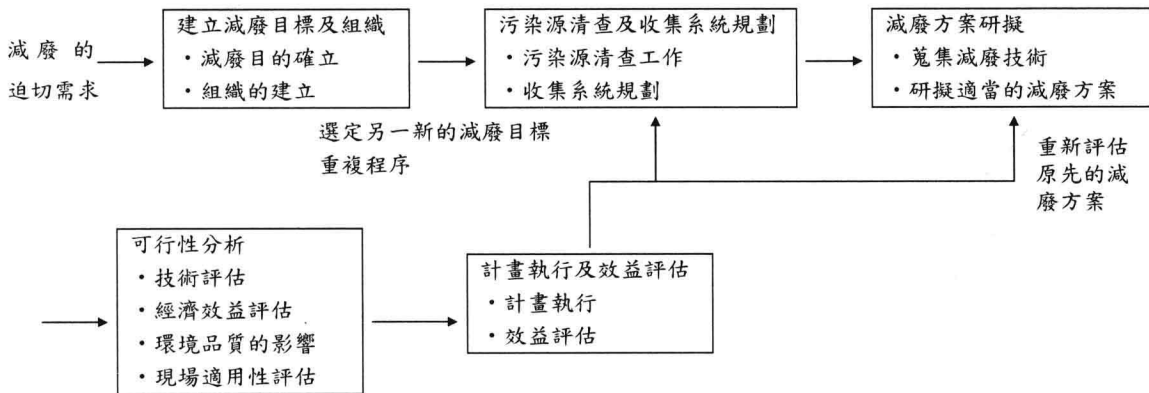 減廢的
迫切需求
建立減廢目標及組織
・減廢目的確立
・組織的建立
污染源清查及收集系統規劃
・污染源清查工作
・收集系統規劃
減廢方案研擬
・蒐集減廢技術
・研擬適當的減廢方案
選定另一新的減廢目標
重複程序
重新評估
原先的減
廢方案
可行性分析
・技術評估
・經濟效益評估
・環境品質的影響
・現場適用性評估
計畫執行及效益評估
・計畫執行
・效益評估